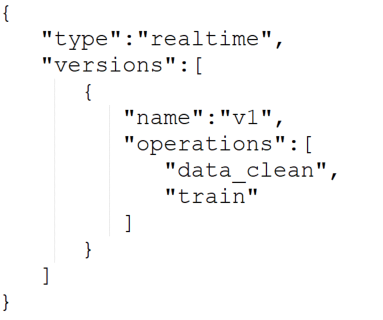 {
    "type":"realtime",
    "versions":[
        {
            "name":"v1",
            "operations":[
                "data_clean",
                "train"
            ]
        }
    ]
}